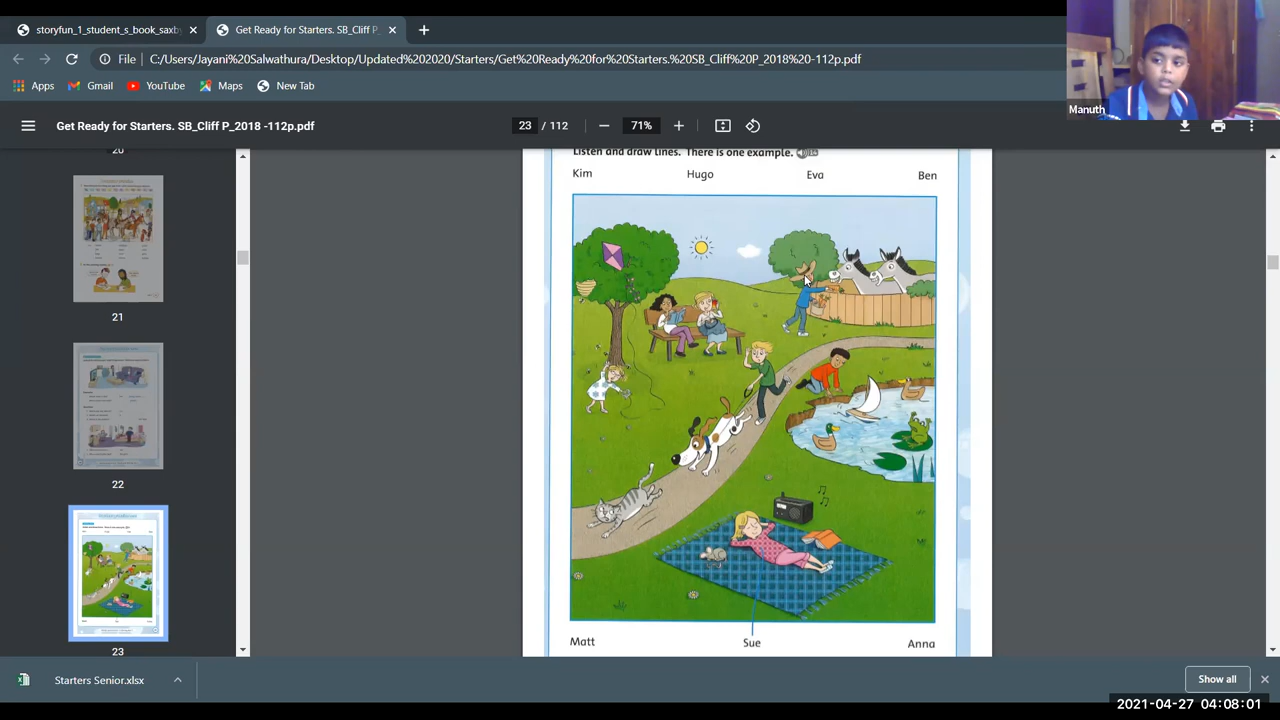 storyfun_1_student_s_book_saxb
Get Ready for Starters. SB_Cliff P_
File
C:/Users/Jayani%20Salwathura/Desktop/Updated%202020/Starters/Get%20Ready%20for%20Starters.%20SB_Cliff%20P_2018%20-112p.pdf
Manuth
Apps
Gmail
YouTube
Maps
New Tab
Get Ready for Starters. SB_Cliff P_2018 -112p.pdf
23 / 112
71%
20
21
22
23
Listen and draw lines. There is one example.
Kim Hugo Eva Ben
Matt Sue Anna
Starters Senior.xlsx
Show all
2021-04-27 04:08:01